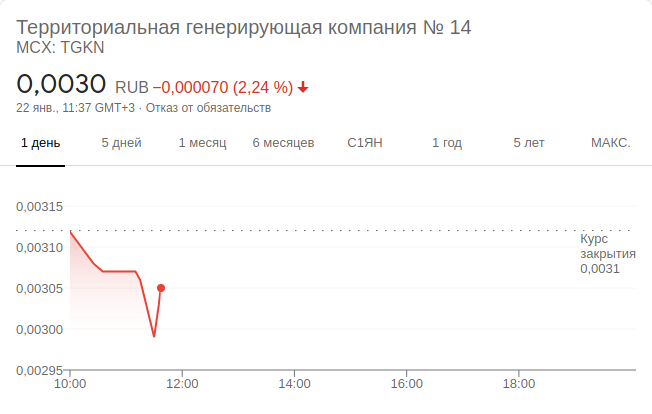 Территориальная генерирующая компания № 14
MCX: TGKN
0,0030 RUB −0,000070 (2,24 %)
22 янв., 11:37 GMT+3 · Отказ от обязательств
1 день 5 дней 1 месяц 6 месяцев С1ЯН 1 год 5 лет МАКС.
0,00315
Курс
закрытия
0,0031
0,00310
0,00305
0,00300
0,00295
10:00 12:00 14:00 16:00 18:00